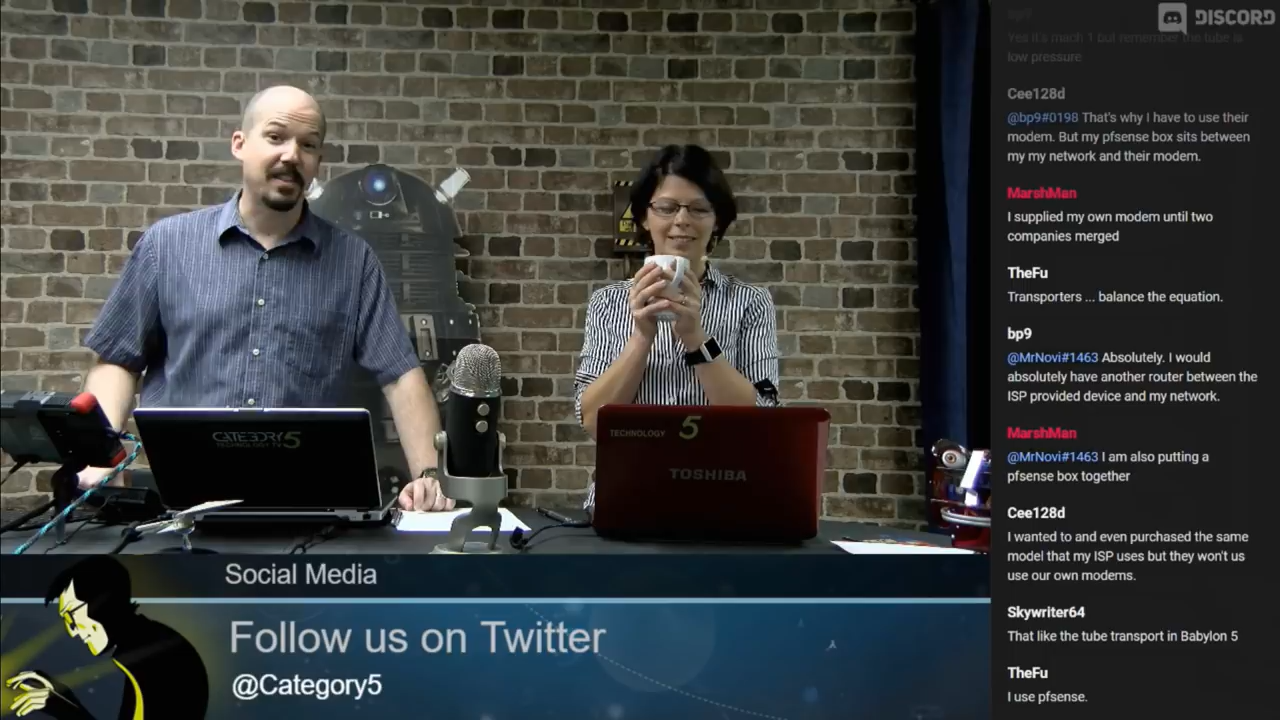 CATEGORY5
TECHNOLOGY TV
TECHNOLOGY 5
TOSHIBA
Social Media
Follow us on Twitter
@Category5
DISCORD
bp9
Yes it's mach 1 but remember the tube is
low pressure
Cee128d
@bp9#0198 That's why I have to use their
modem. But my pfsense box sits between
my my network and their modem.
MarshMan
I supplied my own modem until two
companies merged
TheFu
Transporters ... balance the equation.
bp9
@MrNovi#1463 Absolutely. I would
absolutely have another router between the
ISP provided device and my network.
MarshMan
@MrNovi#1463 I am also putting a
pfsense box together
Cee128d
I wanted to and even purchased the same
model that my ISP uses but they won't us
use our own modems.
Skywriter64
That like the tube transport in Babylon 5
TheFu
I use pfsense.